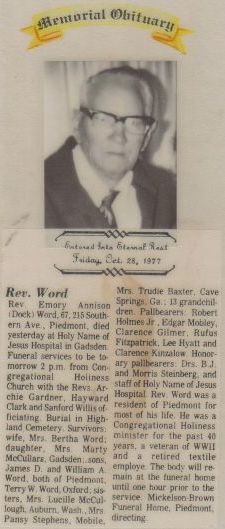 Memorial Obituary
Entered Into Eternal Rest
Friday, Oct. 28, 1977
Rev. Word
Rev. Emory Annison
(Dock) Word, 67, 215 South-
ern Ave., Piedmont, died
yesterday at Holy Name of
Jesus Hospital in Gadsden.
Funeral services to be to-
morrow 2 p.m. from Con-
gregational Holiness
Church with the Revs. Ar-
chie Gardner, Hayward
Clark and Sanford Willis of-
ficiating. Burial in High-
land Cemetery. Survivors:
wife, Mrs. Bertha Word;
daughter, Mrs. Marty
McCullars, Gadsden; sons,
James D. and William A.
Word, both of Piedmont,
Terry W. Word, Oxford; sis-
ters, Mrs. Lucille McCul-
lough, Auburn, Wash., Mrs.
Pansy Stephens, Mobile,
Mrs. Trudie Baxter, Cave
Springs, Ga.; 13 grandchil-
dren. Pallbearers: Robert
Holmes Jr., Edgar Mobley,
Clarence Gilmer, Rufus
Fitzpatrick, Lee Hyatt and
Clarence Kinzalow. Honor-
ary pallbearers: Drs. B.J.
and Morris Steinberg, and
staff of Holy Name of Jesus
Hospital. Rev. Word was a
resident of Piedmont for
most of his life. He was a
Congregational Holiness
minister for the past 40
years, a veteran of WWII
and a retired textile
employe. The body will re-
main at the funeral home
until one hour prior to the
service. Mickelson-Brown
Funeral Home, Piedmont,
directing.